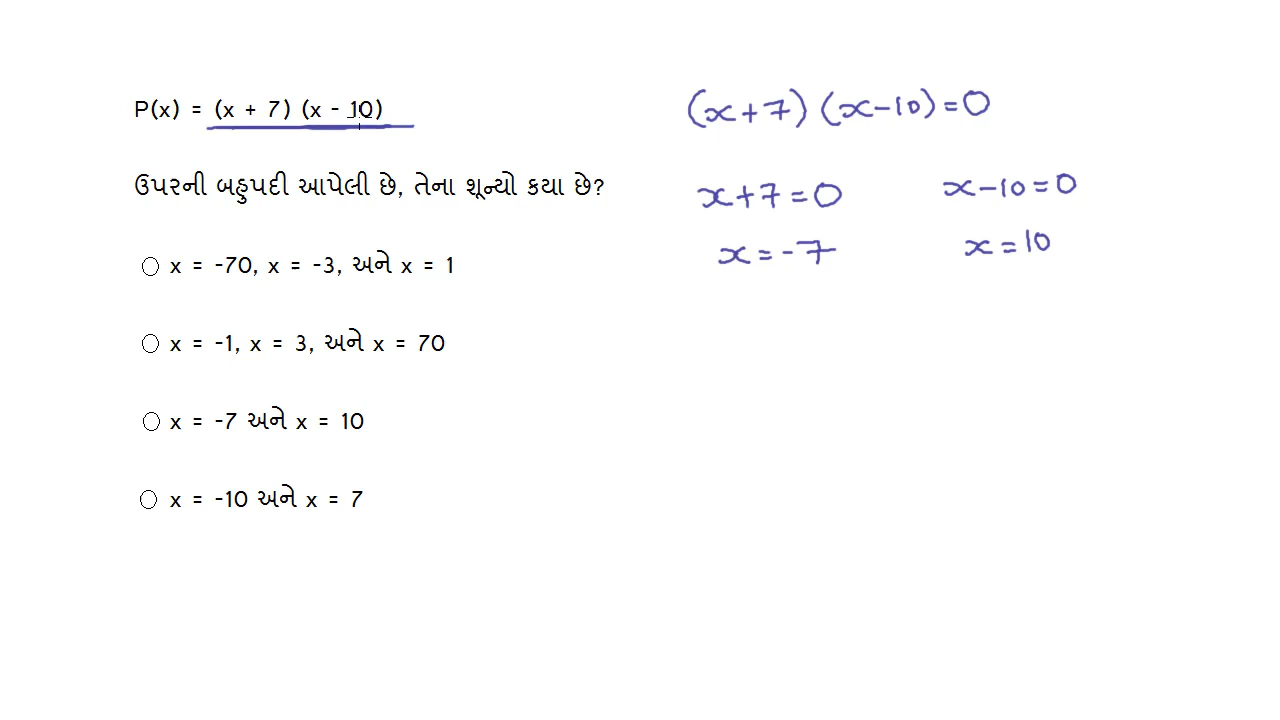 P(x) = (x + 7) (x - 10)
ઉપરની બહુપદી આપેલી છે, તેના શૂન્યો કયા છે?
x = -70, x = -3, અને x = 1
x = -1, x = 3, અને x = 70
x = -7 અને x = 10
x = -10 અને x = 7
(x+7) (x-10)=0
x+7=0
x=-7
x-10=0
x=10